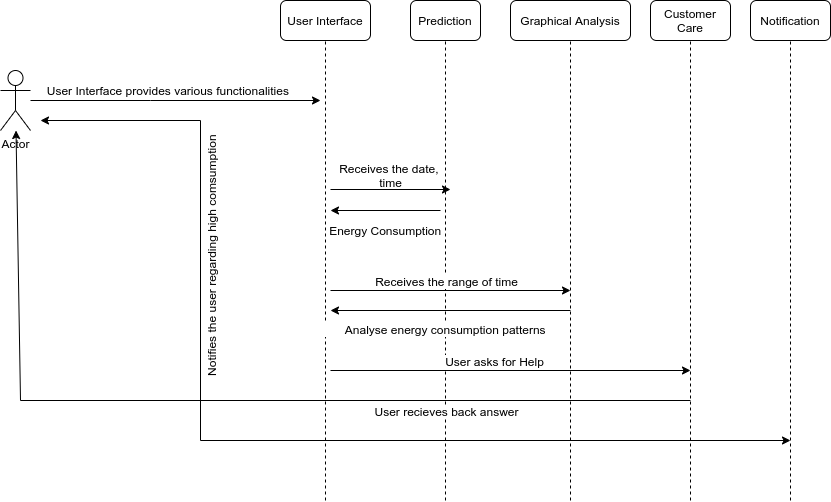 User Interface
Prediction
Graphical Analysis
Customer
Care
Notification
User Interface provides various functionalities
Actor
Notifies the user regarding high comsumption
Receives the date,
time
Energy Consumption
Receives the range of time
Analyse energy consumption patterns
User asks for Help
User recieves back answer